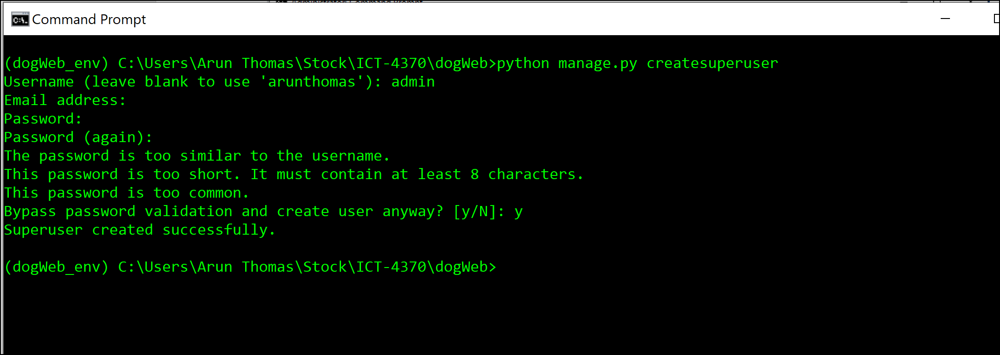 Command Prompt
(dogWeb_env) C:\Users\Arun Thomas\Stock\ICT-4370\dogWeb>python manage.py createsuperuser
Username (leave blank to use 'arunthomas'): admin
Email address:
Password:
Password (again):
The password is too similar to the username.
This password is too short. It must contain at least 8 characters.
This password is too common.
Bypass password validation and create user anyway? [y/N]: y
Superuser created successfully.
(dogWeb_env) C:\Users\Arun Thomas\Stock\ICT-4370\dogWeb>